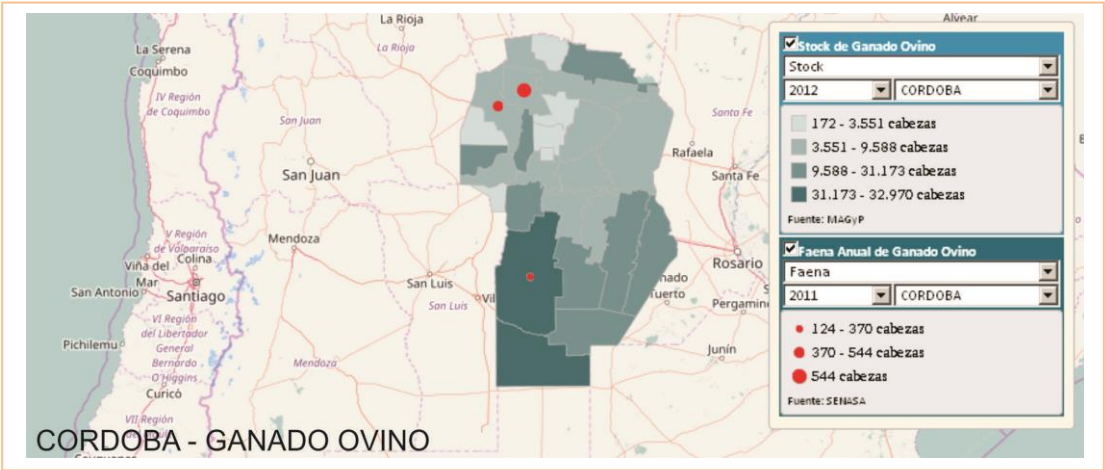 La Rioja
Alvear
La Serena
La Rioja
Coquimbo
IV Región
de Coquimbo
San Juan
Santa Fe
Rafaela
San Juan
Santa Fe
V Región
de Valparaíso
Mendoza
Viña del
Mar
Colina
Rosario
San Antonio
Santiago
San Luis
San Luis
Vil
nado
uerto
Pergamin
VI Región
del Libertador
General
Bernardo
O'Higgins
Pichilemu
Mendoza
Junín
Curicó
VII Región
CORDOBA - GANADO OVINO
Stock de Ganado Ovino
Stock
2012 CORDOBA
172 - 3.551 cabezas
3.551 - 9.588 cabezas
9.588 - 31.173 cabezas
31.173 - 32.970 cabezas
Fuente: MAGyP
Faena Anual de Ganado Ovino
Faena
2011 CORDOBA
124 - 370 cabezas
370 - 544 cabezas
544 cabezas
Fuente: SENASA